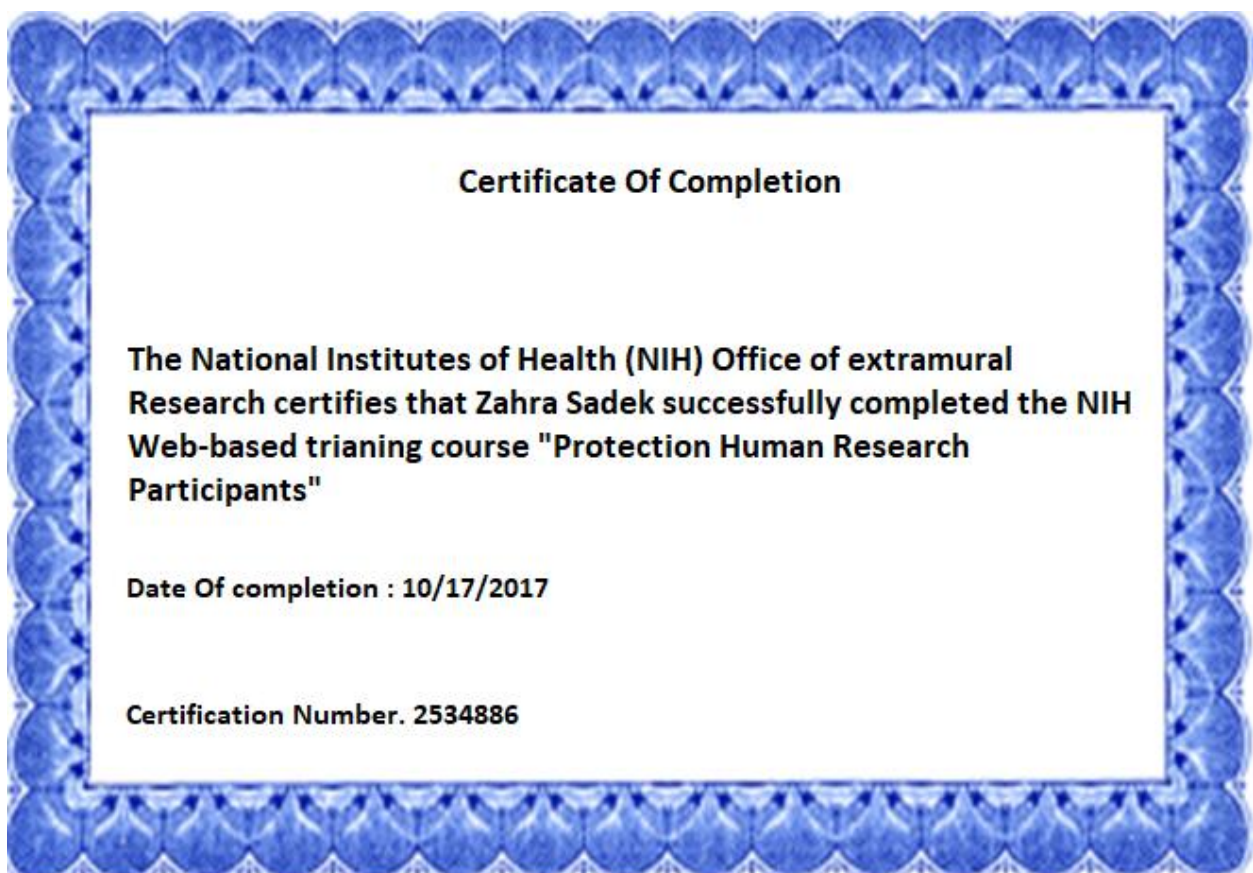 Certificate Of Completion
The National Institutes of Health (NIH) Office of extramural
Research certifies that Zahra Sadek successfully completed the NIH
Web-based trianing course "Protection Human Research
Participants"
Date Of completion : 10/17/2017
Certification Number. 2534886